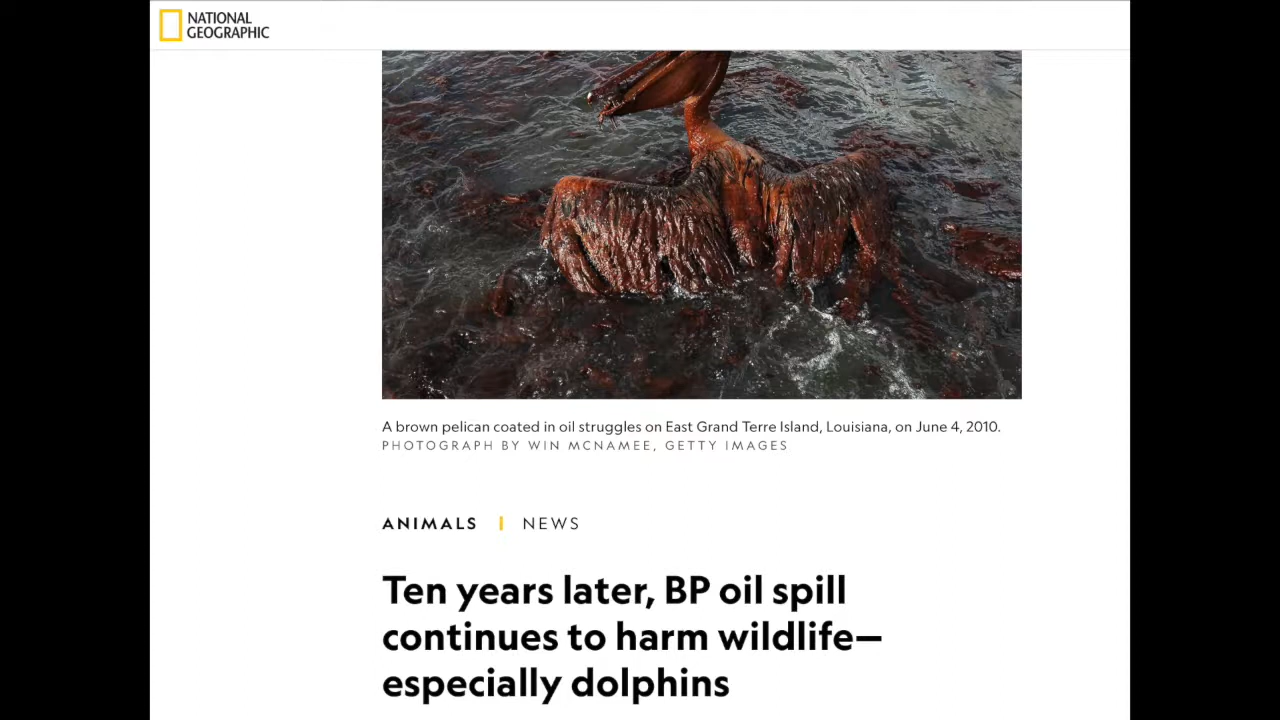 NATIONAL
GEOGRAPHIC
A brown pelican coated in oil struggles on East Grand Terre Island, Louisiana, on June 4, 2010.
PHOTOGRAPH BY WIN MCNAMEE, GETTY IMAGES
ANIMALS | NEWS
Ten years later, BP oil spill
continues to harm wildlife—
especially dolphins